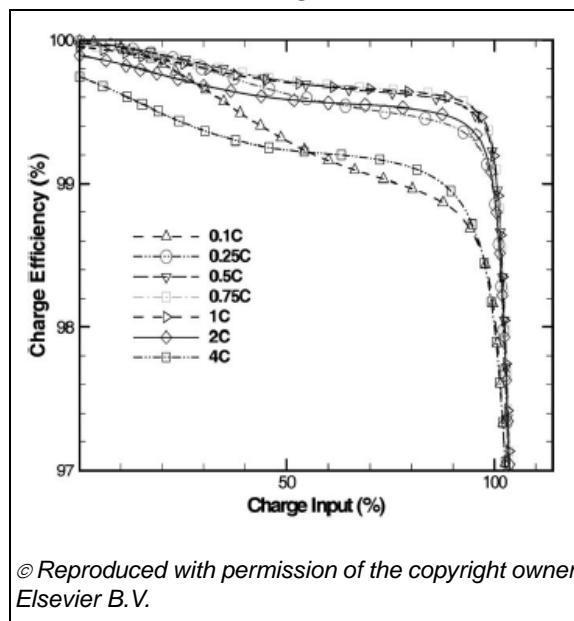 100
99
98
97
Charge Efficiency (%)
0.1C
0.25C
0.5C
0.75C
1C
2C
4C
50
100
Charge Input (%)
© Reproduced with permission of the copyright owner
Elsevier B.V.